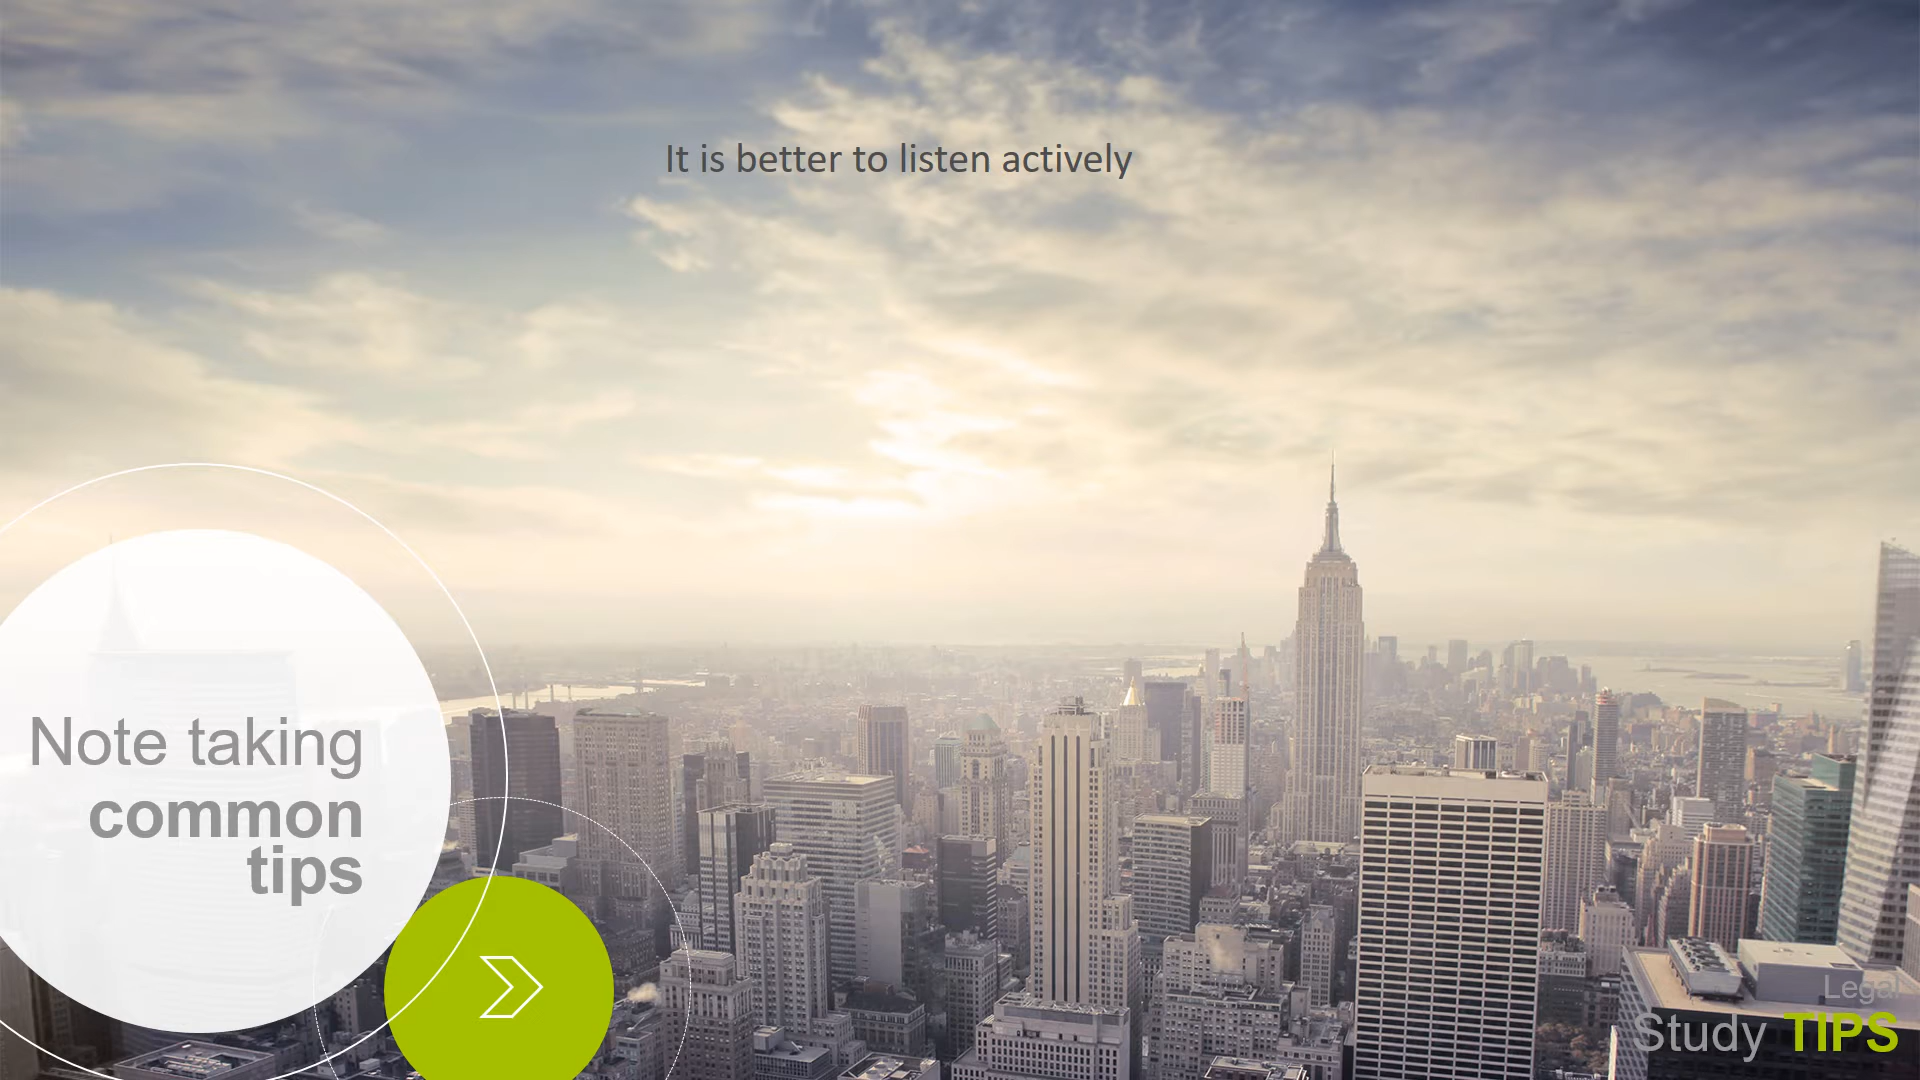 It is better to listen actively
Note taking
common
tips
Legal
Study TIPS